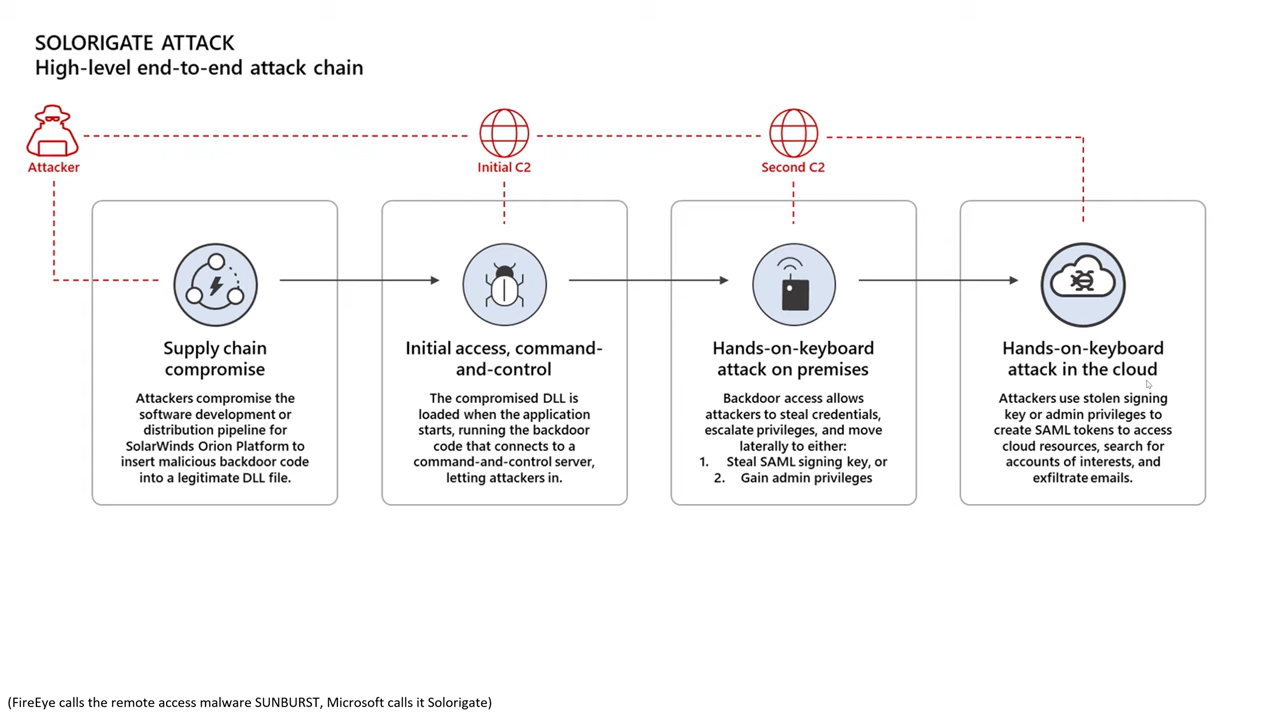 SOLORIGATE ATTACK
High-level end-to-end attack chain
Attacker
Initial C2
Second C2
Supply chain
compromise
Attackers compromise the
software development or
distribution pipeline for
SolarWinds Orion Platform to
insert malicious backdoor code
into a legitimate DLL file.
Initial access, command-
and-control
The compromised DLL is
loaded when the application
starts, running the backdoor
code that connects to a
command-and-control server,
letting attackers in.
Hands-on-keyboard
attack on premises
Backdoor access allows
attackers to steal credentials,
escalate privileges, and move
laterally to either:
1. Steal SAML signing key, or
2. Gain admin privileges
Hands-on-keyboard
attack in the cloud
Attackers use stolen signing
key or admin privileges to
create SAML tokens to access
cloud resources, search for
accounts of interests, and
exfiltrate emails.
(FireEye calls the remote access malware SUNBURST, Microsoft calls it Solorigate)